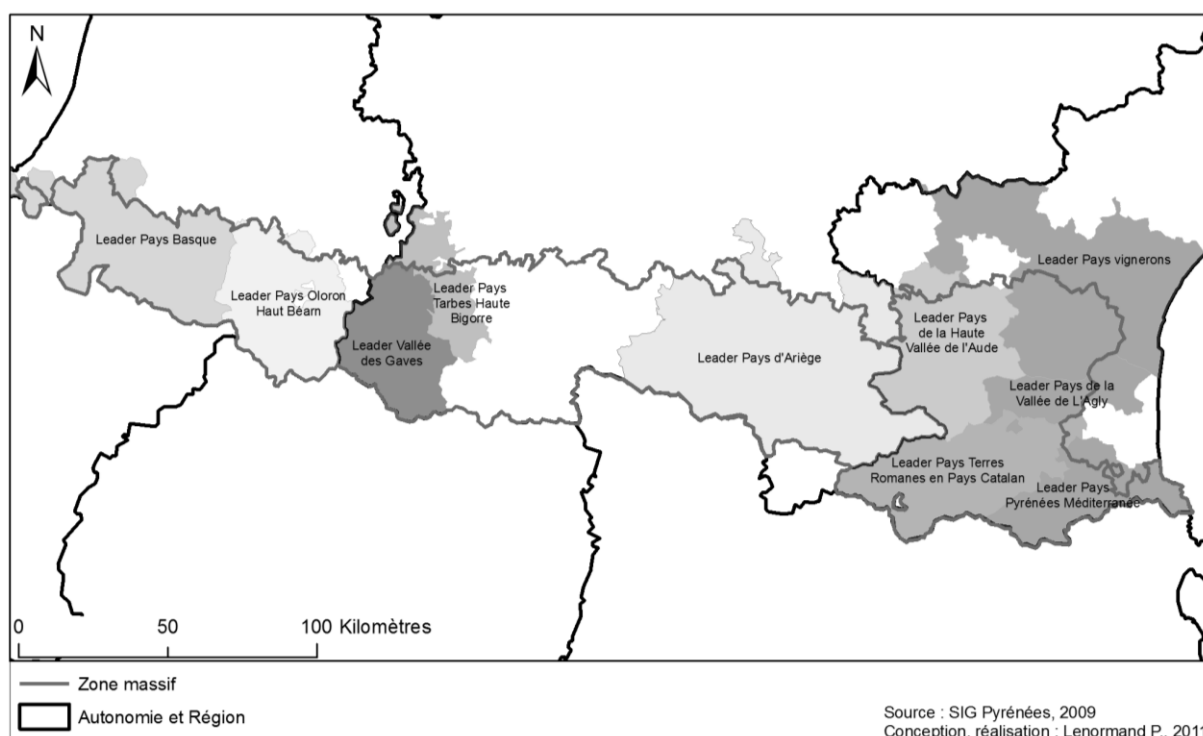 N
Leader Pays Basque
Leader Pays Oloron
Haut Béarn
Leader Vallée
des Gaves
Leader Pays
Tarbes Haute
Bigorre
Leader Pays d'Ariège
Leader Pays vignerons
Leader Pays
de la Haute
Vallée de l'Aude
Leader Pays de la
Vallée de L'Agly
Leader Pays Terres
Romanes en Pays Catalan
Leader Pays
Pyrénées Méditerranée
0 50 100 Kilomètres
Zone massif
Autonomie et Région
Source : SIG Pyrénées, 2009
Conception, réalisation : Lenormand P., 2011